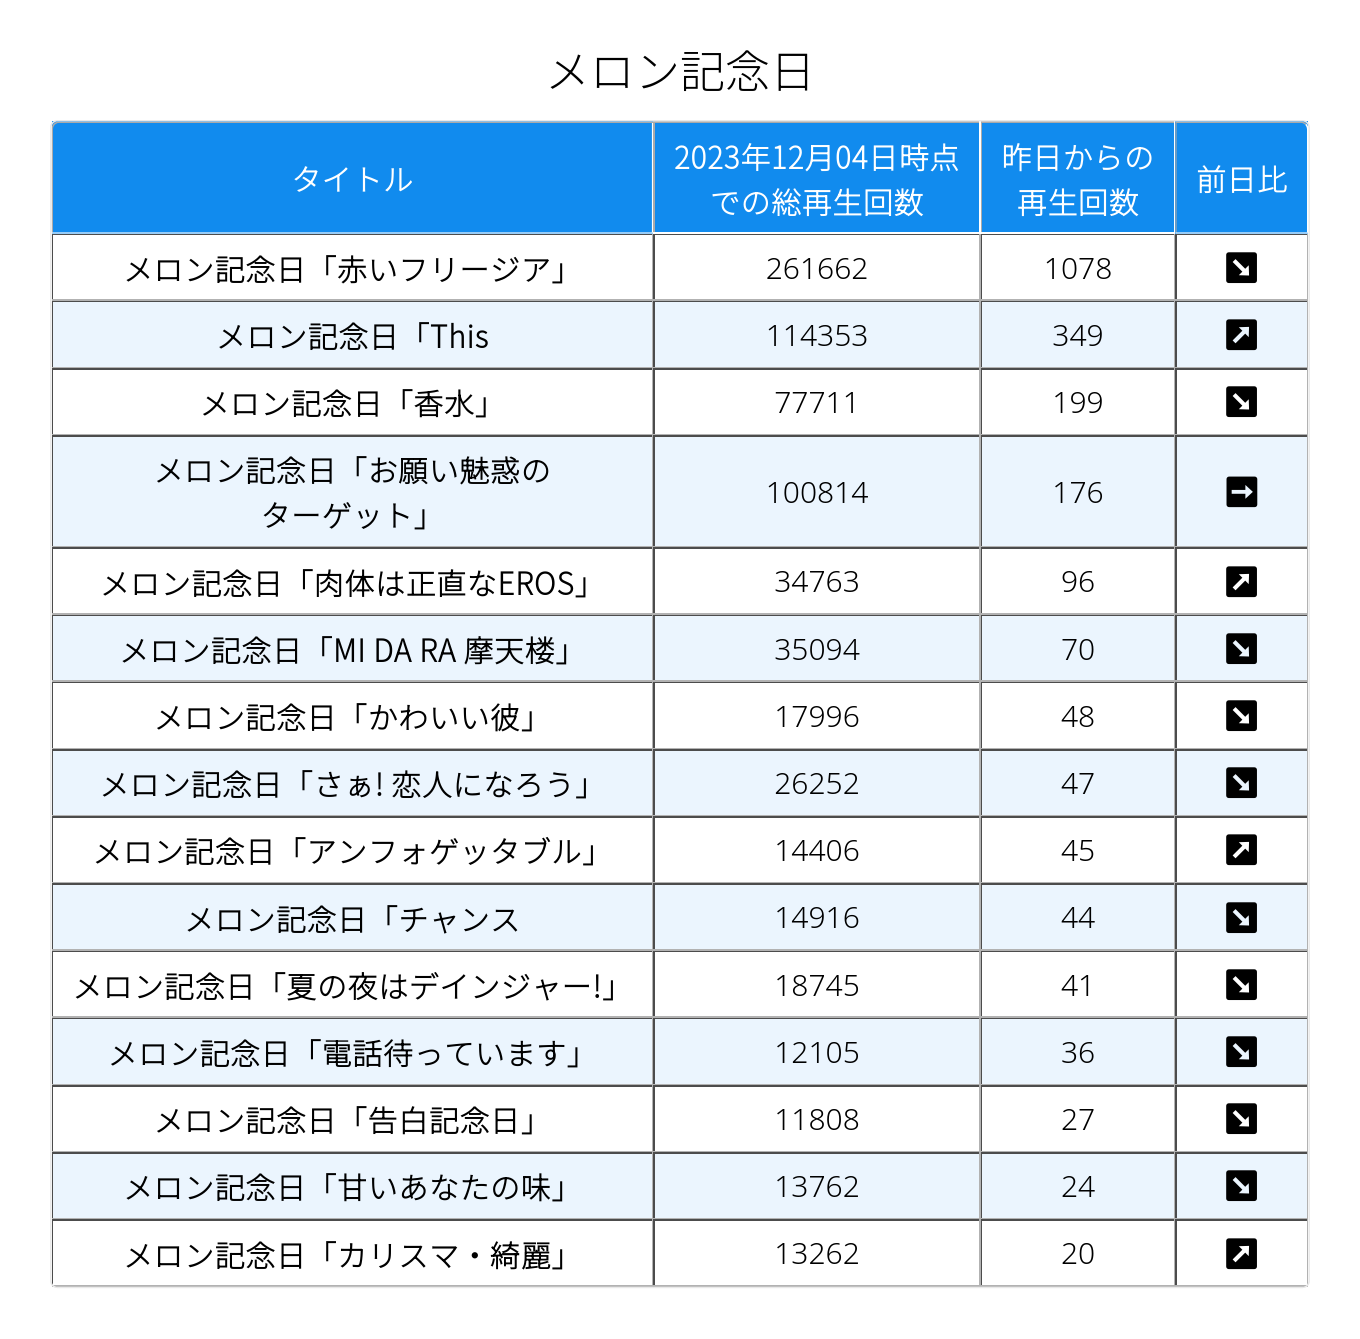 メロン記念日
タイトル
2023年12月04日時点
での総再生回数
昨日からの
再生回数
前日比
メロン記念日「赤いフリージア」 261662 1078 ↘
メロン記念日「This 114353 349 ↗
メロン記念日「香水」 77711 199 ↘
メロン記念日「お願い魅惑の
ターゲット」 100814 176 →
メロン記念日「肉体は正直なEROS」 34763 96 ↗
メロン記念日「MI DA RA 摩天楼」 35094 70 ↘
メロン記念日「かわいい彼」 17996 48 ↘
メロン記念日「さぁ! 恋人になろう」 26252 47 ↘
メロン記念日「アンフォゲッタブル」 14406 45 ↗
メロン記念日「チャンス 14916 44 ↘
メロン記念日「夏の夜はデインジャー!」 18745 41 ↘
メロン記念日「電話待っています」 12105 36 ↘
メロン記念日「告白記念日」 11808 27 ↘
メロン記念日「甘いあなたの味」 13762 24 ↘
メロン記念日「カリスマ・綺麗」 13262 20 ↗